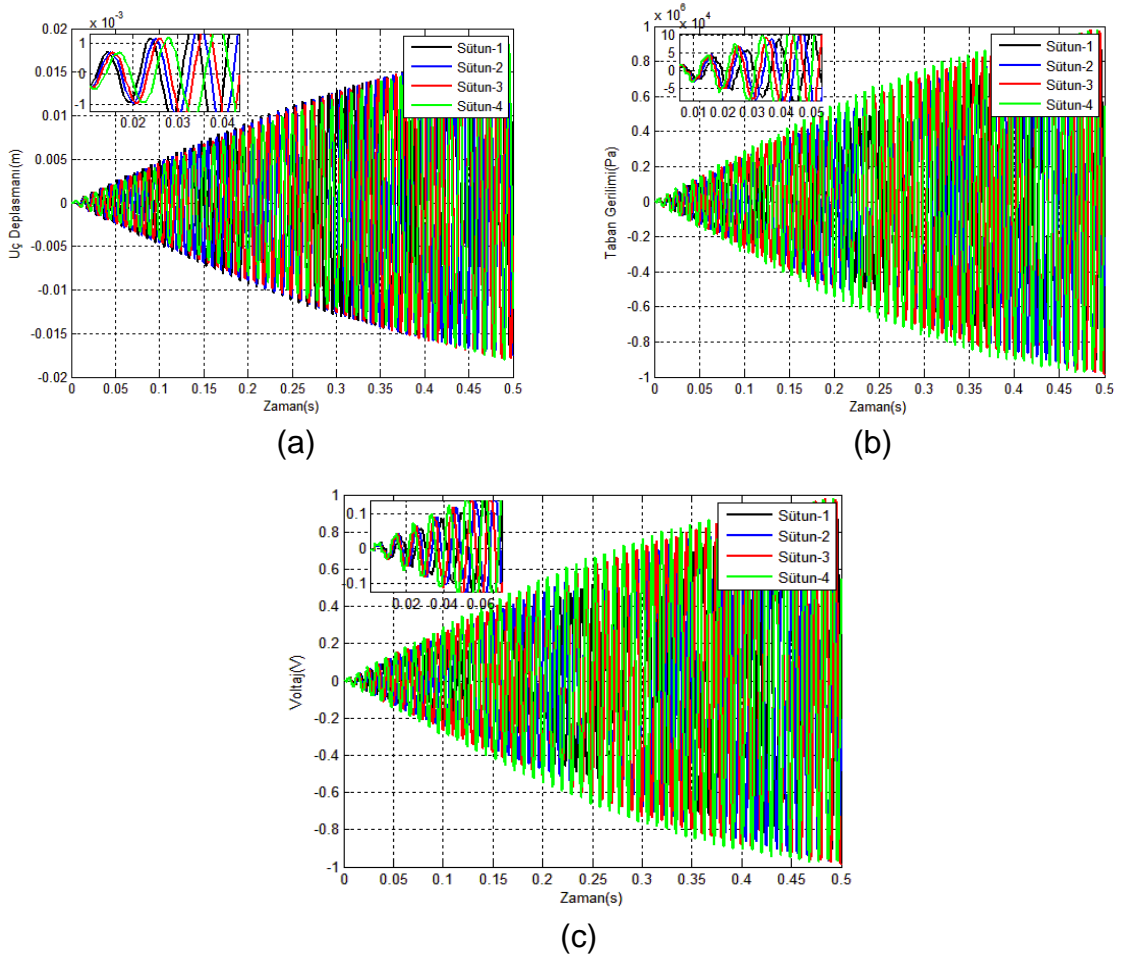 x 10⁻³
0.02
0.015
0.01
0.005
0
-0.005
-0.01
-0.015
-0.02
1
0
-1
0.02 0.03 0.04
Sütun-1
Sütun-2
Sütun-3
Sütun-4
Uç Deplasman(m)
0 0.05 0.1 0.15 0.2 0.25 0.3 0.35 0.4 0.45 0.5
Zaman(s)
(a)
x 10⁶
x 10⁴
1
0.8
0.6
0.4
0.2
0
-0.2
-0.4
-0.6
-0.8
-1
10
5
0
-5
0.01 0.02 0.03 0.04 0.05
Sütun-1
Sütun-2
Sütun-3
Sütun-4
Taban Gerilimi(Pa)
0 0.05 0.1 0.15 0.2 0.25 0.3 0.35 0.4 0.45 0.5
Zaman(s)
(b)
1
0.8
0.6
0.4
0.2
0
-0.2
-0.4
-0.6
-0.8
-1
0.1
0
-0.1
0.02 0.04 0.06
Sütun-1
Sütun-2
Sütun-3
Sütun-4
Voltaj(V)
0 0.05 0.1 0.15 0.2 0.25 0.3 0.35 0.4 0.45 0.5
Zaman(s)
(c)